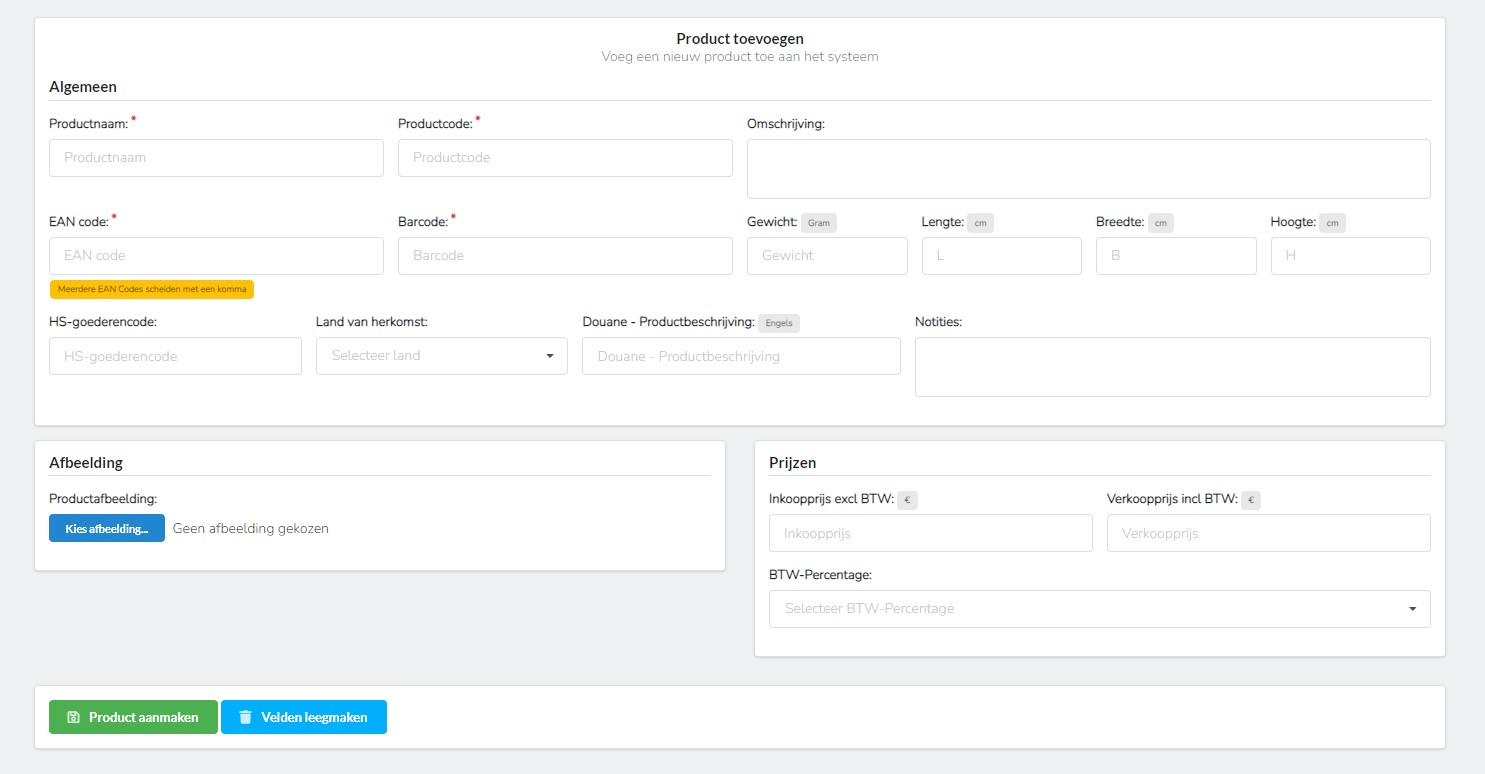 Product toevoegen
Voeg een nieuw product toe aan het systeem
Algemeen
Productnaam: *
Productnaam
Productcode: *
Productcode
Omschrijving:
EAN code: *
EAN code
Meerdere EAN Codes scheiden met een komma
Barcode: *
Barcode
Gewicht: Gram
Gewicht
Lengte: cm
L
Breedte: cm
B
Hoogte: cm
H
HS-goederencode:
HS-goederencode
Land van herkomst:
Selecteer land
Douane - Productbeschrijving: Engels
Douane - Productbeschrijving
Notities:
Afbeelding
Productafbeelding:
Kies afbeelding... Geen afbeelding gekozen
Prijzen
Inkoopprijs excl BTW: €
Inkoopprijs
Verkoopprijs incl BTW: €
Verkoopprijs
BTW-Percentage:
Selecteer BTW-Percentage
Product aanmaken
Velden leegmaken